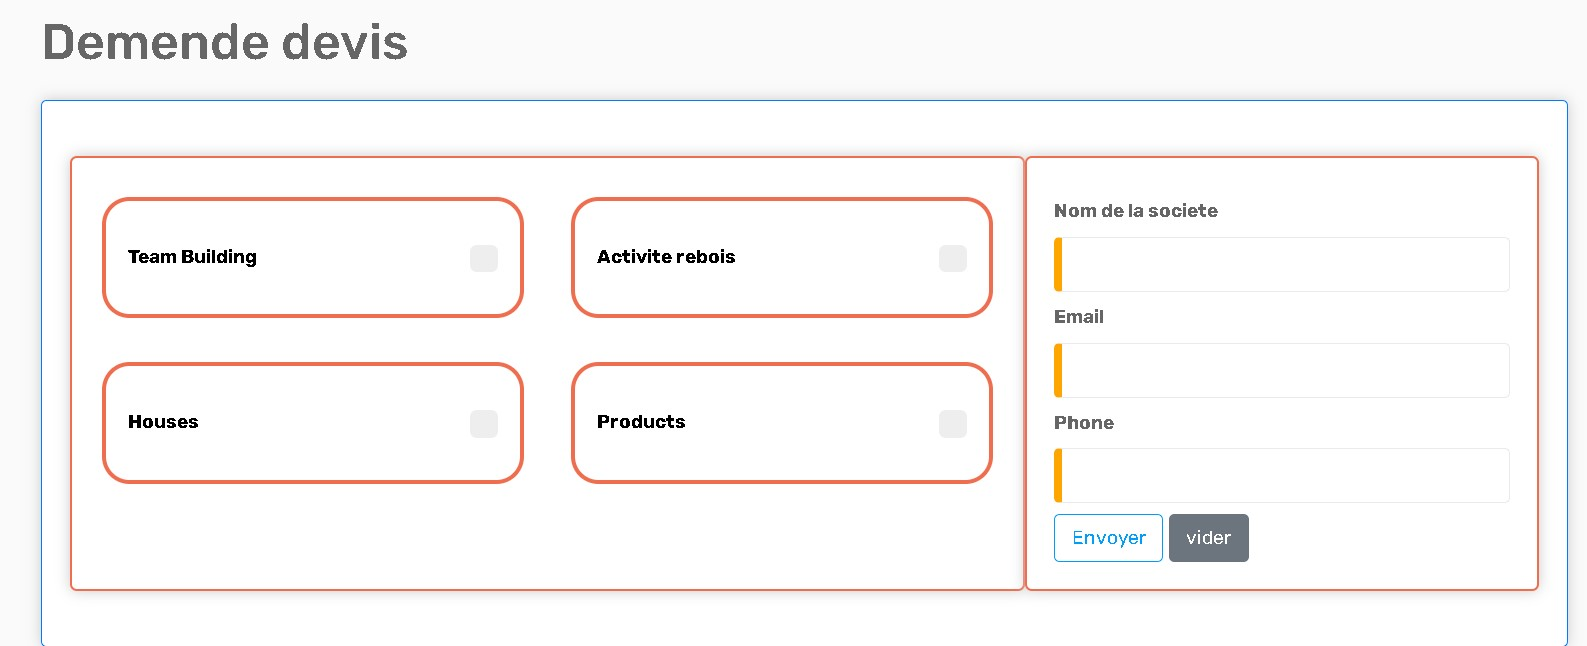 Demende devis
Team Building
Activite rebois
Houses
Products
Nom de la societe
Email
Phone
Envoyer
vider